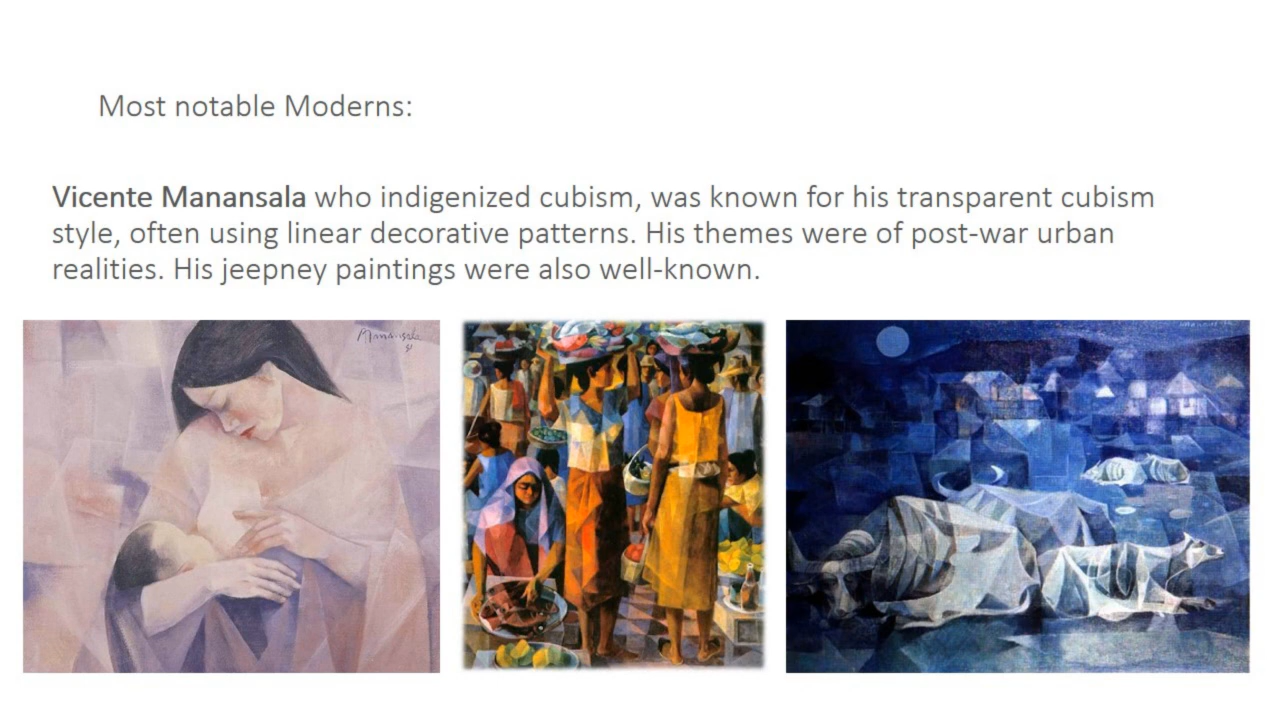 Most notable Moderns:
Vicente Manansala who indigenized cubism, was known for his transparent cubism
style, often using linear decorative patterns. His themes were of post-war urban
realities. His jeepney paintings were also well-known.
Manansala